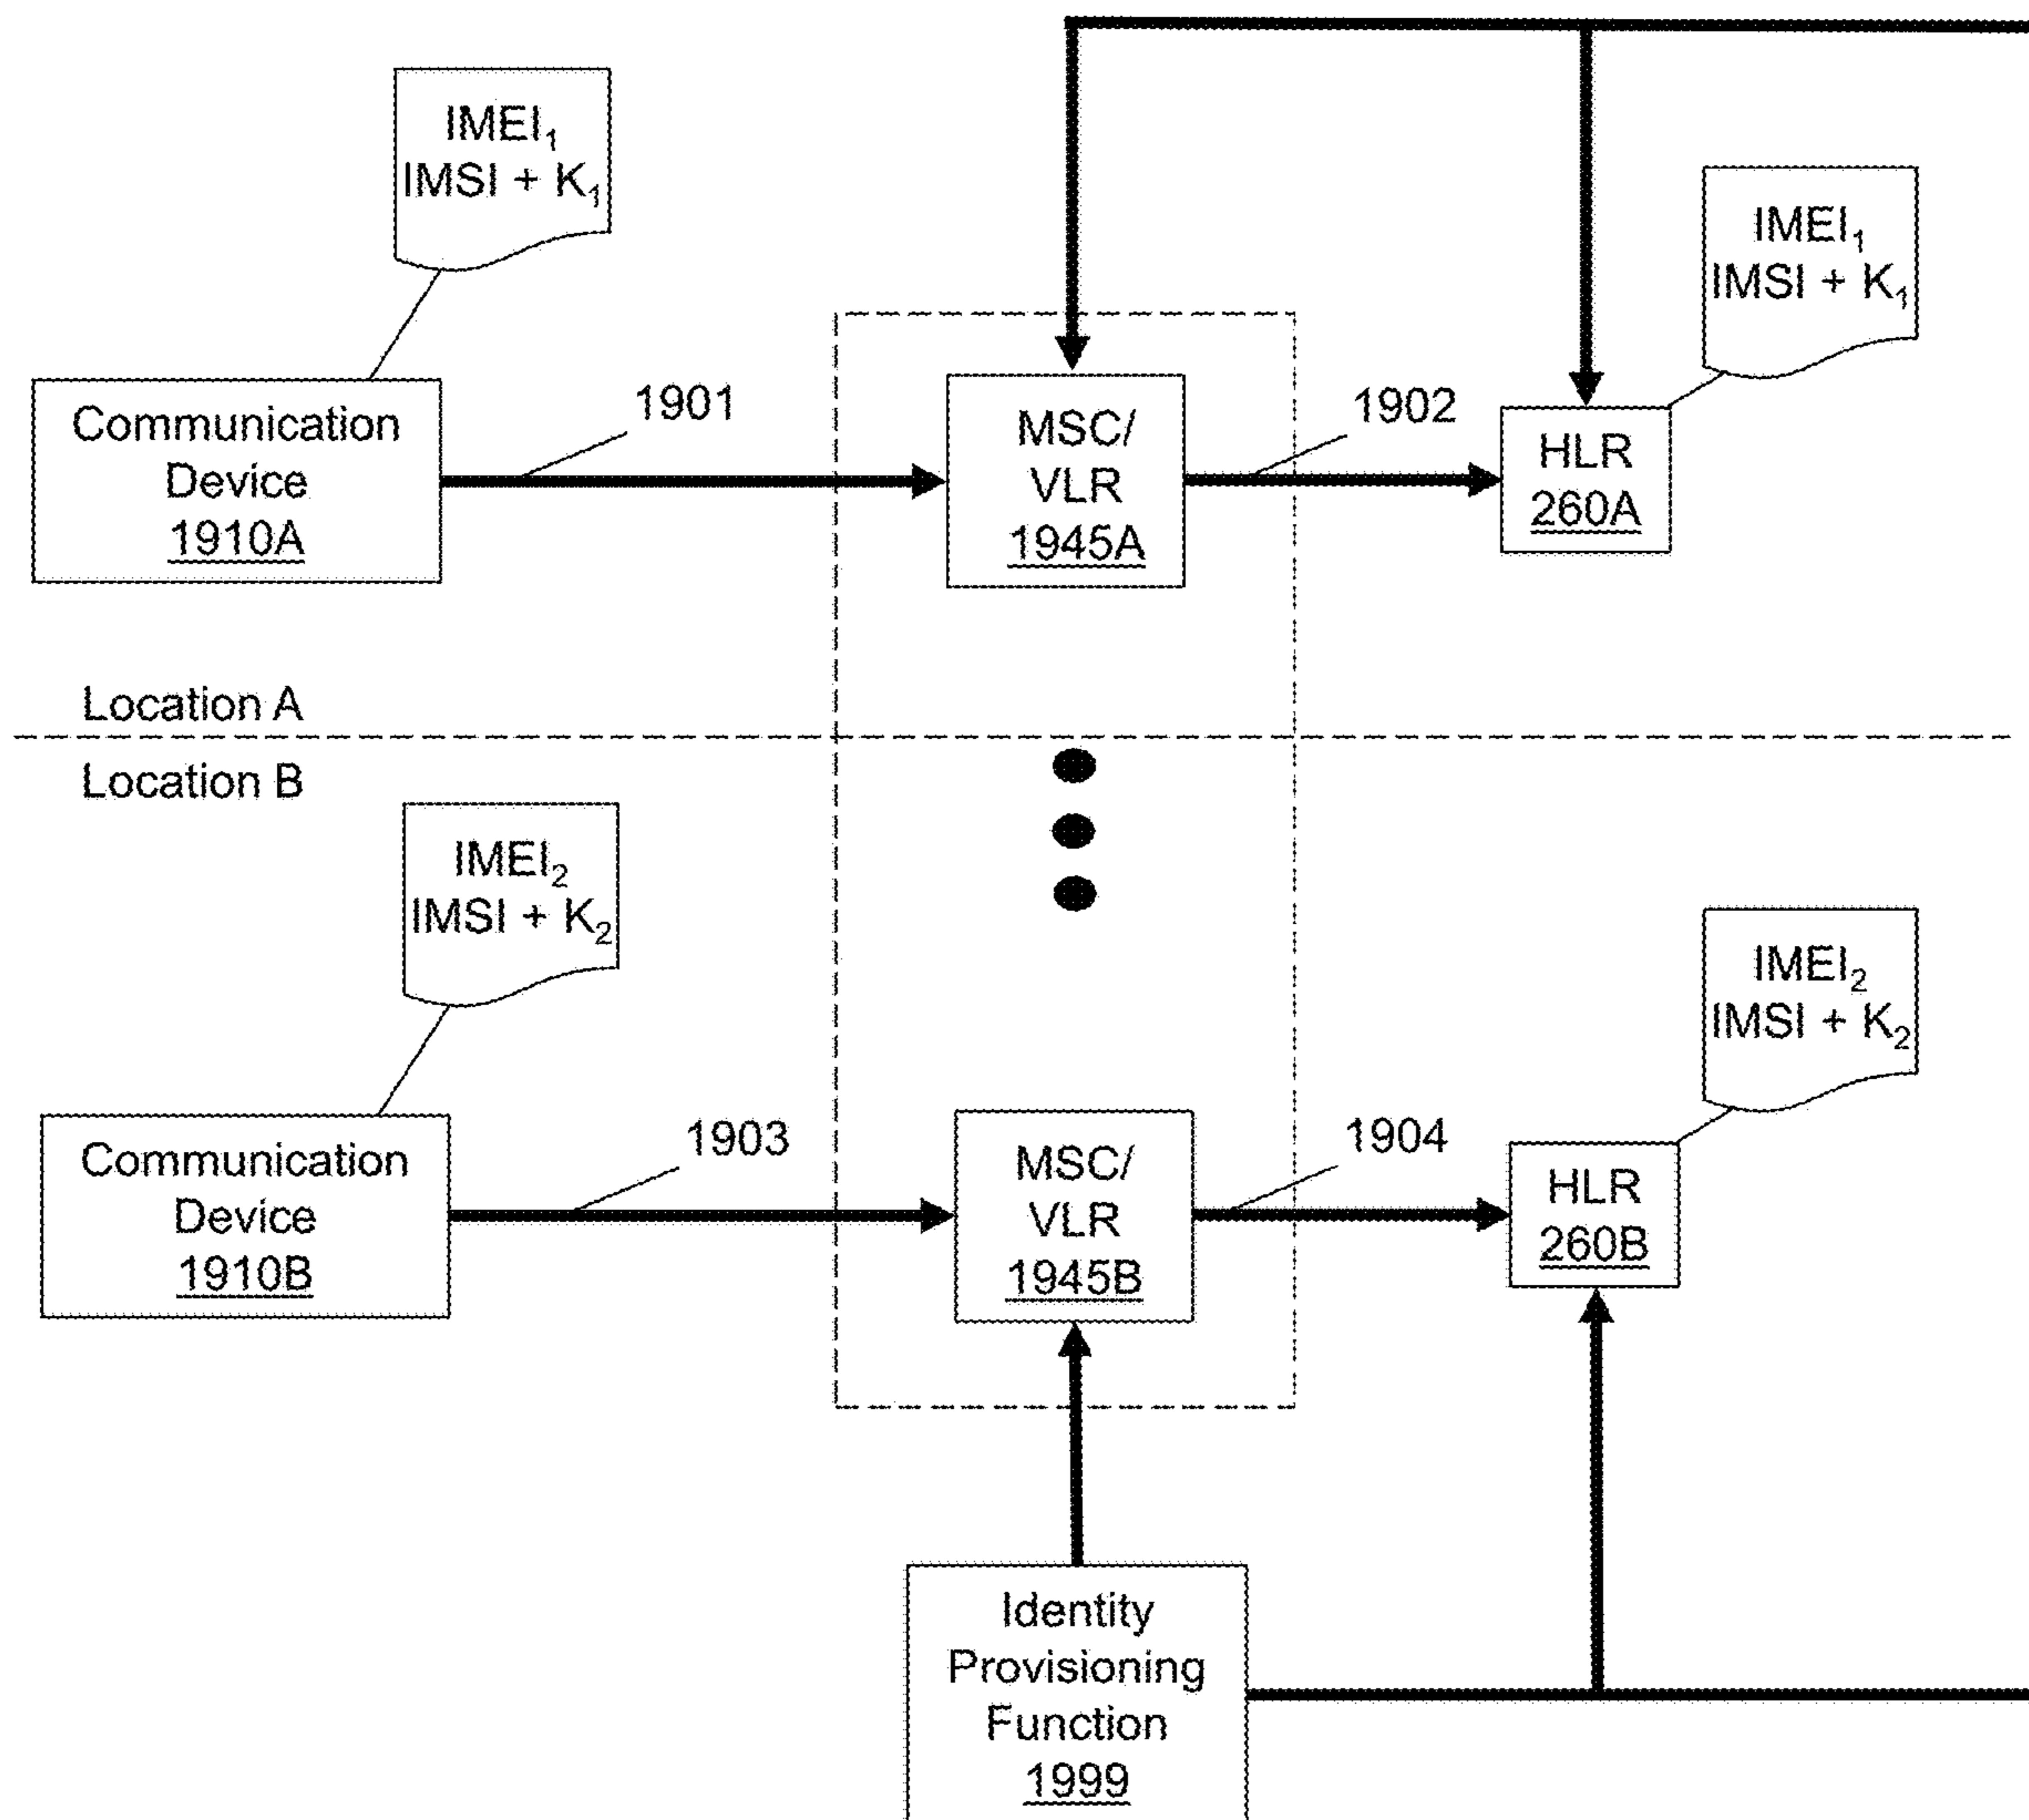 IMEI₁
IMSI + K₁
IMEI₁
IMSI + K₁
Communication
Device
1910A
1901
MSC/
VLR
1945A
1902
HLR
260A
Location A
Location B
IMEI₂
IMSI + K₂
IMEI₂
IMSI + K₂
Communication
Device
1910B
1903
MSC/
VLR
1945B
1904
HLR
260B
Identity
Provisioning
Function
1999